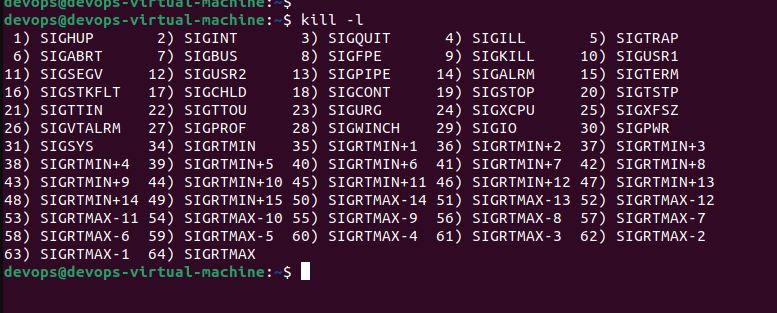 devops@devops-virtual-machine:~$
devops@devops-virtual-machine:~$ kill -l
 1) SIGHUP       2) SIGINT       3) SIGQUIT      4) SIGILL       5) SIGTRAP
 6) SIGABRT      7) SIGBUS       8) SIGFPE       9) SIGKILL     10) SIGUSR1
11) SIGSEGV     12) SIGUSR2     13) SIGPIPE     14) SIGALRM     15) SIGTERM
16) SIGSTKFLT   17) SIGCHLD     18) SIGCONT     19) SIGSTOP     20) SIGTSTP
21) SIGTTIN     22) SIGTTOU     23) SIGURG      24) SIGXCPU     25) SIGXFSZ
26) SIGVTALRM   27) SIGPROF     28) SIGWINCH    29) SIGIO       30) SIGPWR
31) SIGSYS      34) SIGRTMIN    35) SIGRTMIN+1  36) SIGRTMIN+2  37) SIGRTMIN+3
38) SIGRTMIN+4  39) SIGRTMIN+5  40) SIGRTMIN+6  41) SIGRTMIN+7  42) SIGRTMIN+8
43) SIGRTMIN+9  44) SIGRTMIN+10 45) SIGRTMIN+11 46) SIGRTMIN+12 47) SIGRTMIN+13
48) SIGRTMIN+14 49) SIGRTMIN+15 50) SIGRTMAX-14 51) SIGRTMAX-13 52) SIGRTMAX-12
53) SIGRTMAX-11 54) SIGRTMAX-10 55) SIGRTMAX-9  56) SIGRTMAX-8  57) SIGRTMAX-7
58) SIGRTMAX-6  59) SIGRTMAX-5  60) SIGRTMAX-4  61) SIGRTMAX-3  62) SIGRTMAX-2
63) SIGRTMAX-1  64) SIGRTMAX
devops@devops-virtual-machine:~$